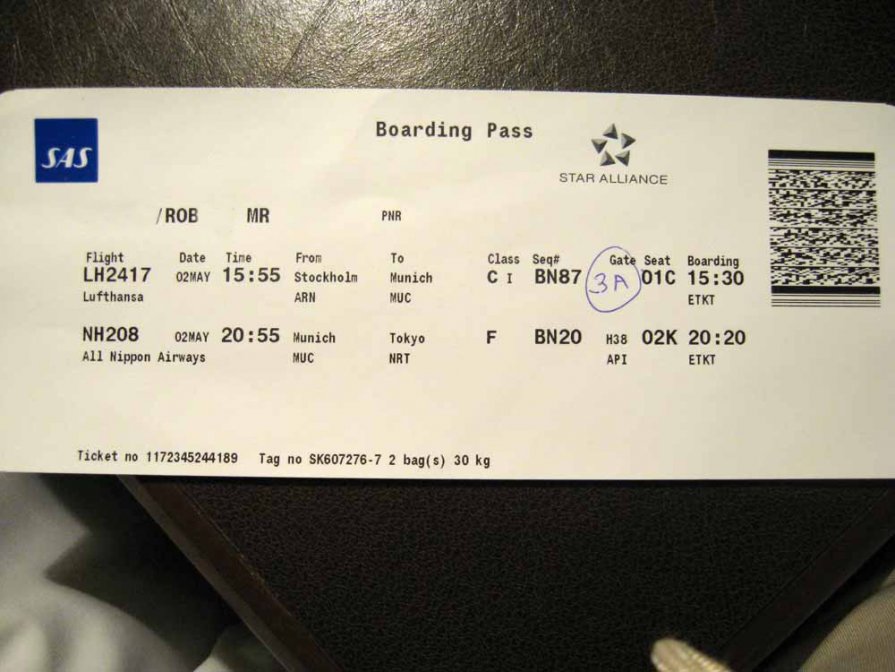 SAS
Boarding Pass
STAR ALLIANCE
/ROB MR PNR
Flight Date Time From To Class Seq# Gate Seat Boarding
LH2417 02MAY 15:55 Stockholm Munich C I BN87 3A 01C 15:30
Lufthansa ARN MUC ETKT
NH208 02MAY 20:55 Munich Tokyo F BN20 H38 02K 20:20
All Nippon Airways MUC NRT API ETKT
Ticket no 1172345244189 Tag no SK607276-7 2 bag(s) 30 kg